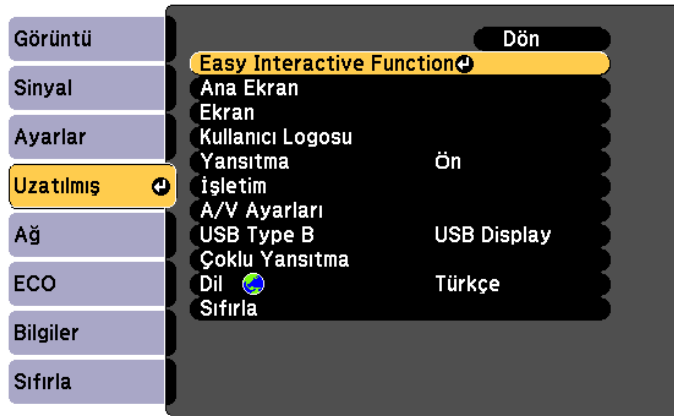 Görüntü
Sinyal
Ayarlar
Uzatılmış
Ağ
ECO
Bilgiler
Sıfırla
Dön
Easy Interactive Function
Ana Ekran
Ekran
Kullanıcı Logosu
Yansıtma Ön
İşletim
A/V Ayarları
USB Type B USB Display
Çoklu Yansıtma
Dil Türkçe
Sıfırla